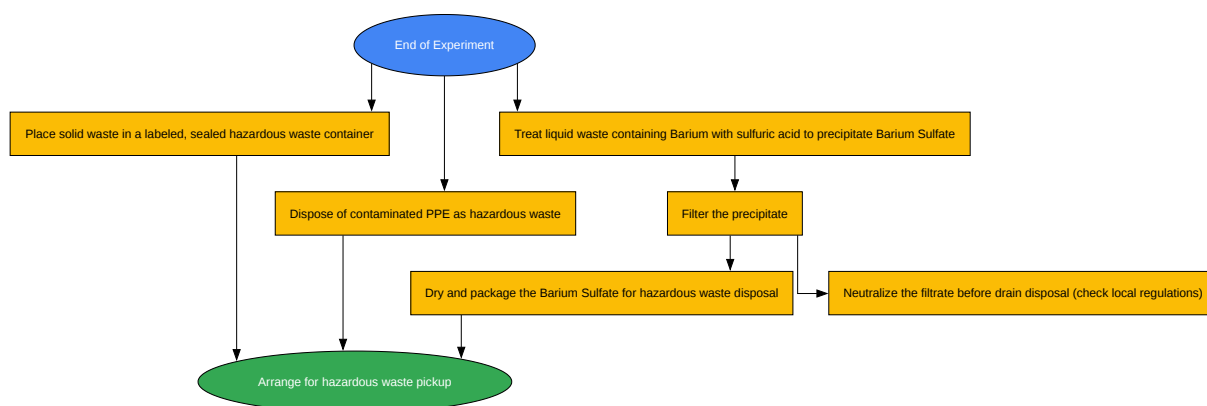 End of Experiment
Place solid waste in a labeled, sealed hazardous waste container
Treat liquid waste containing Barium with sulfuric acid to precipitate Barium Sulfate
Dispose of contaminated PPE as hazardous waste
Filter the precipitate
Dry and package the Barium Sulfate for hazardous waste disposal
Neutralize the filtrate before drain disposal (check local regulations)
Arrange for hazardous waste pickup